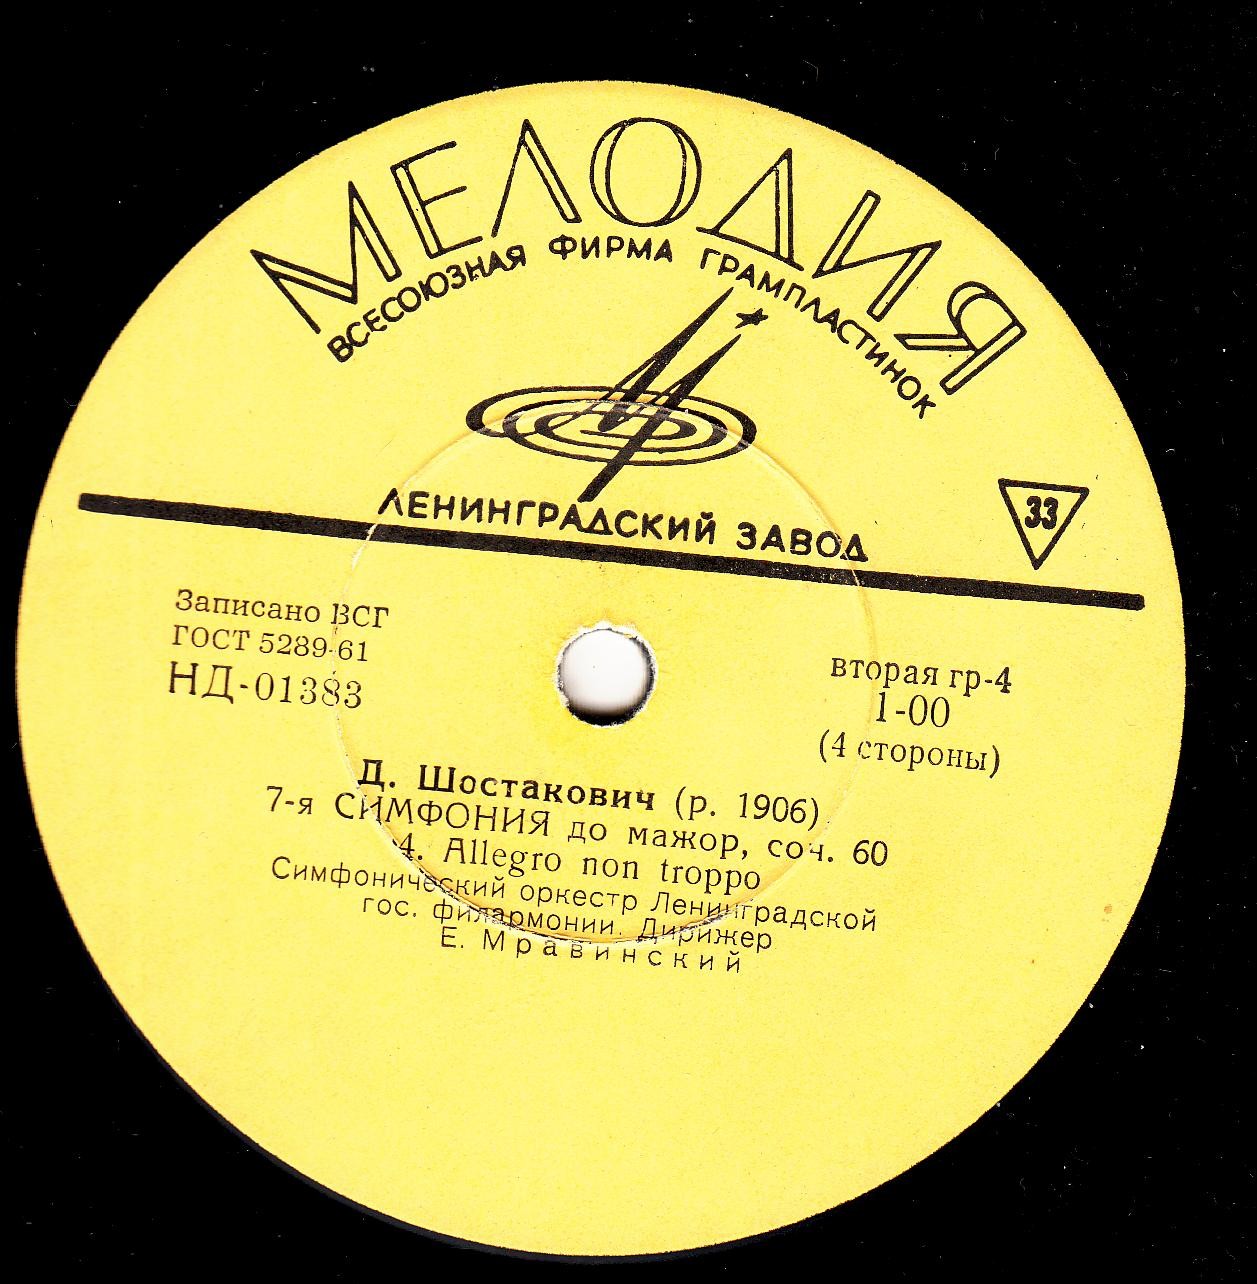 МЕЛОДИЯ
ВСЕСОЮЗНАЯ ФИРМА ГРАМПЛАСТИНОК
ЛЕНИНГРАДСКИЙ ЗАВОД
33
Записано ВСГ
ГОСТ 5289-61
НД-01383
вторая гр-4
1-00
(4 стороны)
Д. Шостакович (р. 1906)
7-я СИМФОНИЯ до мажор, соч. 60
4. Allegro non troppo
Симфонический оркестр Ленинградской
гос. филармонии. Дирижер
Е. Мравинский